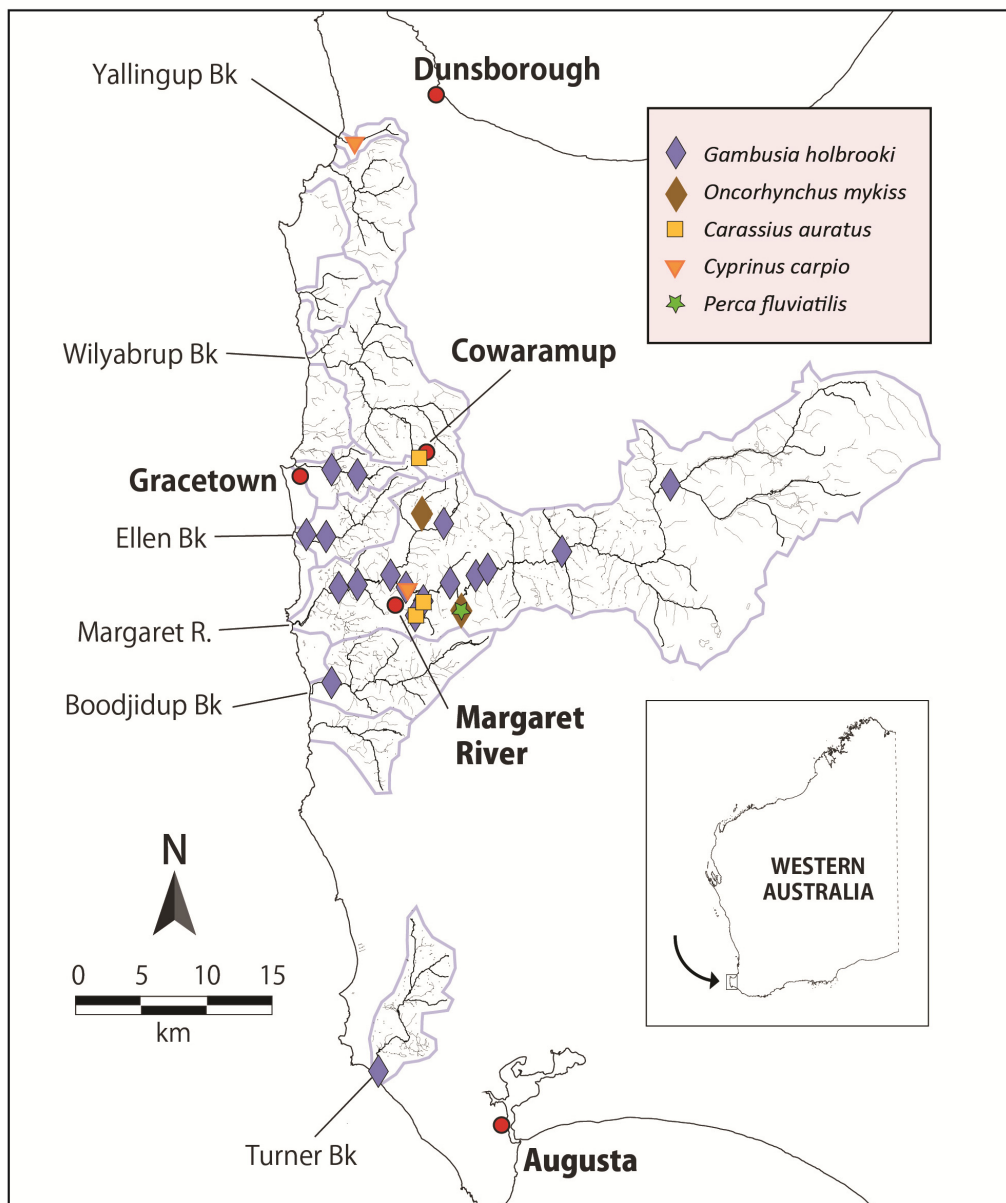 Yallingup Bk
Dunsborough
Gambusia holbrooki
Oncorhynchus mykiss
Carassius auratus
Cyprinus carpio
Perca fluviatilis
Wilyabrup Bk
Cowaramup
Gracetown
Ellen Bk
Margaret R.
Boodjidup Bk
Margaret
River
N
0 5 10 15
km
WESTERN
AUSTRALIA
Turner Bk
Augusta